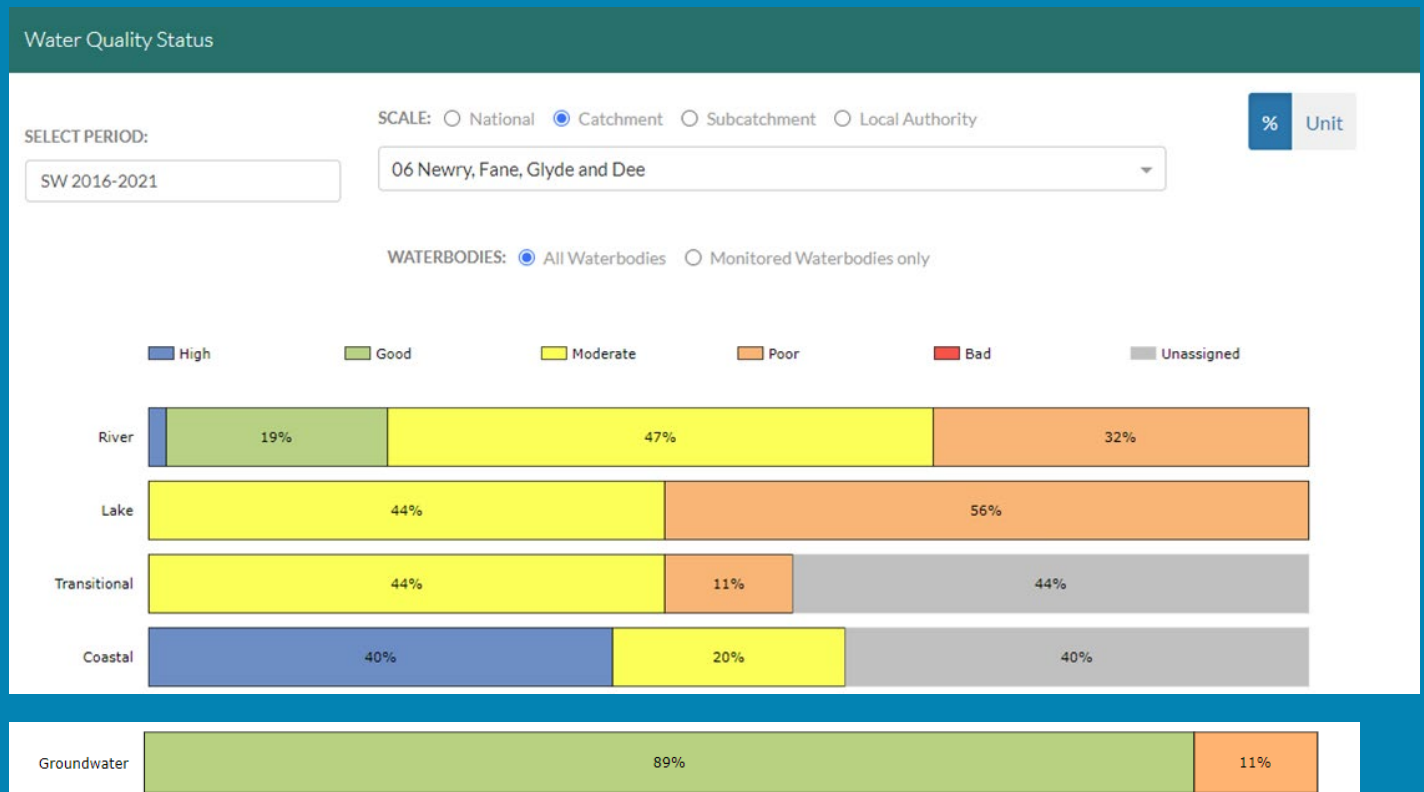 Water Quality Status
SELECT PERIOD:
SW 2016-2021
SCALE: National Catchment Subcatchment Local Authority
06 Newry, Fane, Glyde and Dee
% Unit
WATERBODIES: All Waterbodies Monitored Waterbodies only
High Good Moderate Poor Bad Unassigned
River 19% 47% 32%
Lake 44% 56%
Transitional 44% 11% 44%
Coastal 40% 20% 40%
Groundwater 89% 11%